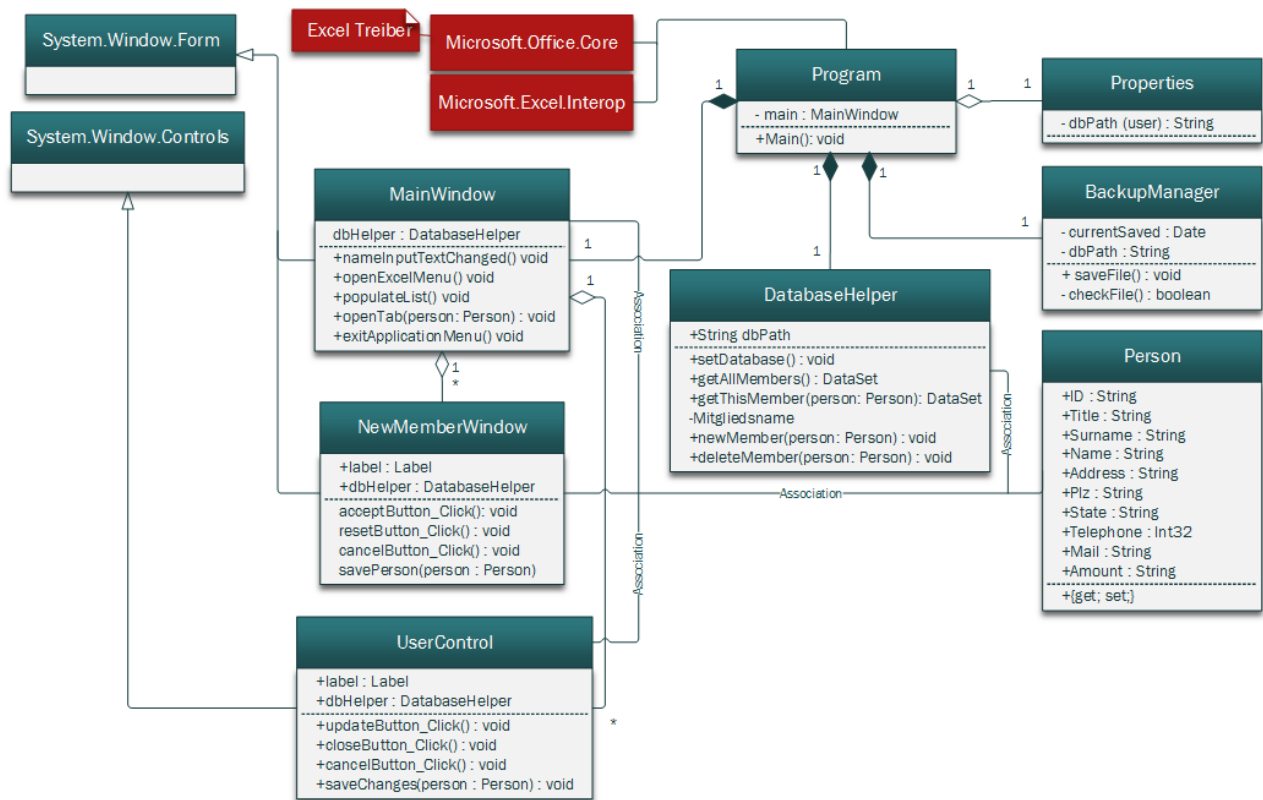 System.Window.Form
System.Window.Controls
Excel Treiber
Microsoft.Office.Core
Microsoft.Excel.Interop
Program
- main : MainWindow
+Main(): void
1
1
1
1
1
1
1
1
Properties
- dbPath (user) : String
BackupManager
- currentSaved : Date
- dbPath : String
+ saveFile() : void
- checkFile() : boolean
MainWindow
dbHelper : DatabaseHelper
+nameInputTextChanged() void
+openExcelMenu() void
+populateList() void
+openTab(person: Person) : void
+exitApplicationMenu() void
1
1
*
Association
Association
DatabaseHelper
+String dbPath
+setDatabase() : void
+getAllMembers() : DataSet
+getThisMember(person: Person): DataSet
-Mitgliedsname
+newMember(person: Person) : void
+deleteMember(person: Person) : void
Association
Association
Person
+ID : String
+Title : String
+Surname : String
+Name : String
+Address : String
+Plz : String
+State : String
+Telephone : Int32
+Mail : String
+Amount : String
+{get; set;}
NewMemberWindow
+label : Label
+dbHelper : DatabaseHelper
acceptButton_Click(): void
resetButton_Click() : void
cancelButton_Click() : void
savePerson(person : Person)
UserControl
+label : Label
+dbHelper : DatabaseHelper
+updateButton_Click() : void
+closeButton_Click() : void
+cancelButton_Click() : void
+saveChanges(person : Person) : void
*